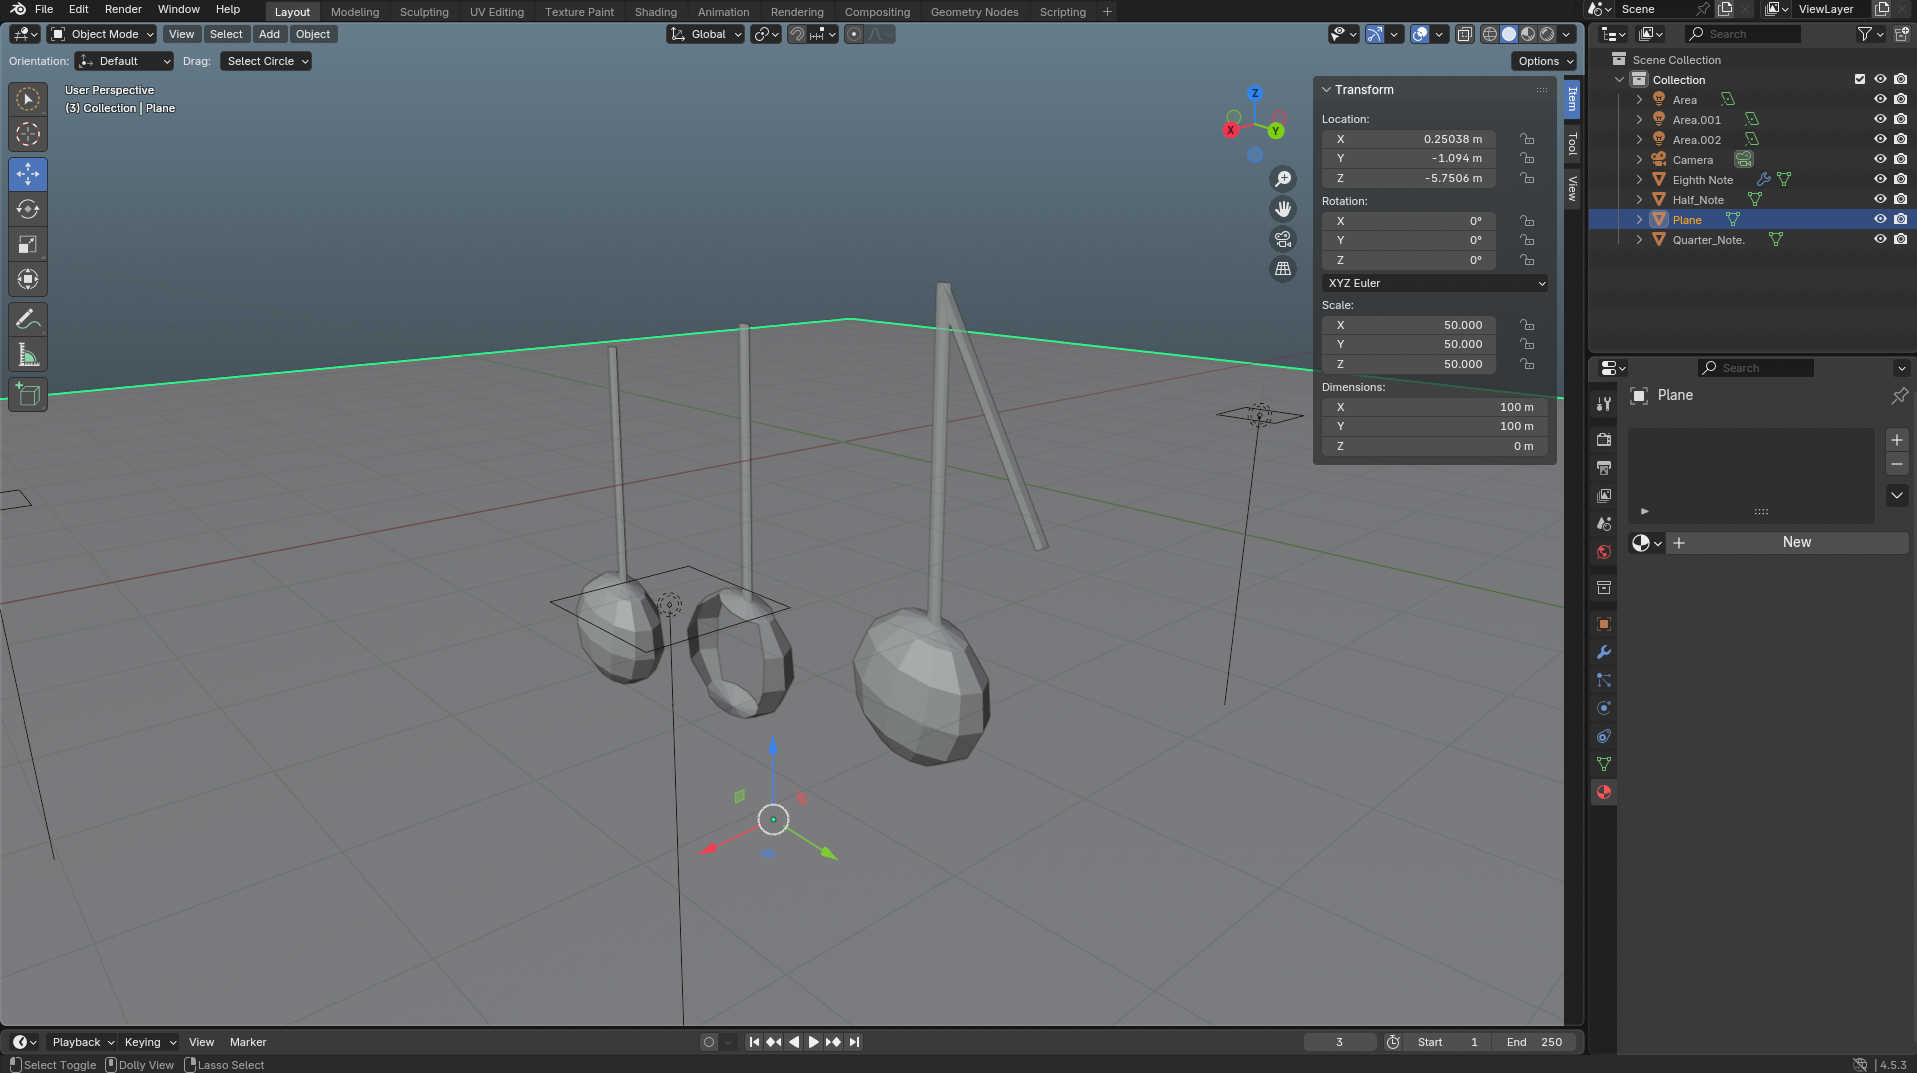 File Edit Render Window Help Layout Modeling Sculpting UV Editing Texture Paint Shading Animation Rendering Compositing Geometry Nodes Scripting + Scene ViewLayer
Object Mode View Select Add Object Global Search
Orientation: Default Drag: Select Circle Options
User Perspective
(3) Collection | Plane
Z
X
Y
Transform
Location:
X 0.25038 m
Y -1.094 m
Z -5.7506 m
Rotation:
X 0°
Y 0°
Z 0°
XYZ Euler
Scale:
X 50.000
Y 50.000
Z 50.000
Dimensions:
X 100 m
Y 100 m
Z 0 m
Item
Tool
View
Scene Collection
Collection
Area
Area.001
Area.002
Camera
Eighth Note
Half_Note
Plane
Quarter_Note.
Search
Plane
New
Playback Keying View Marker 3 Start 1 End 250
Select Toggle Dolly View Lasso Select 4.5.3